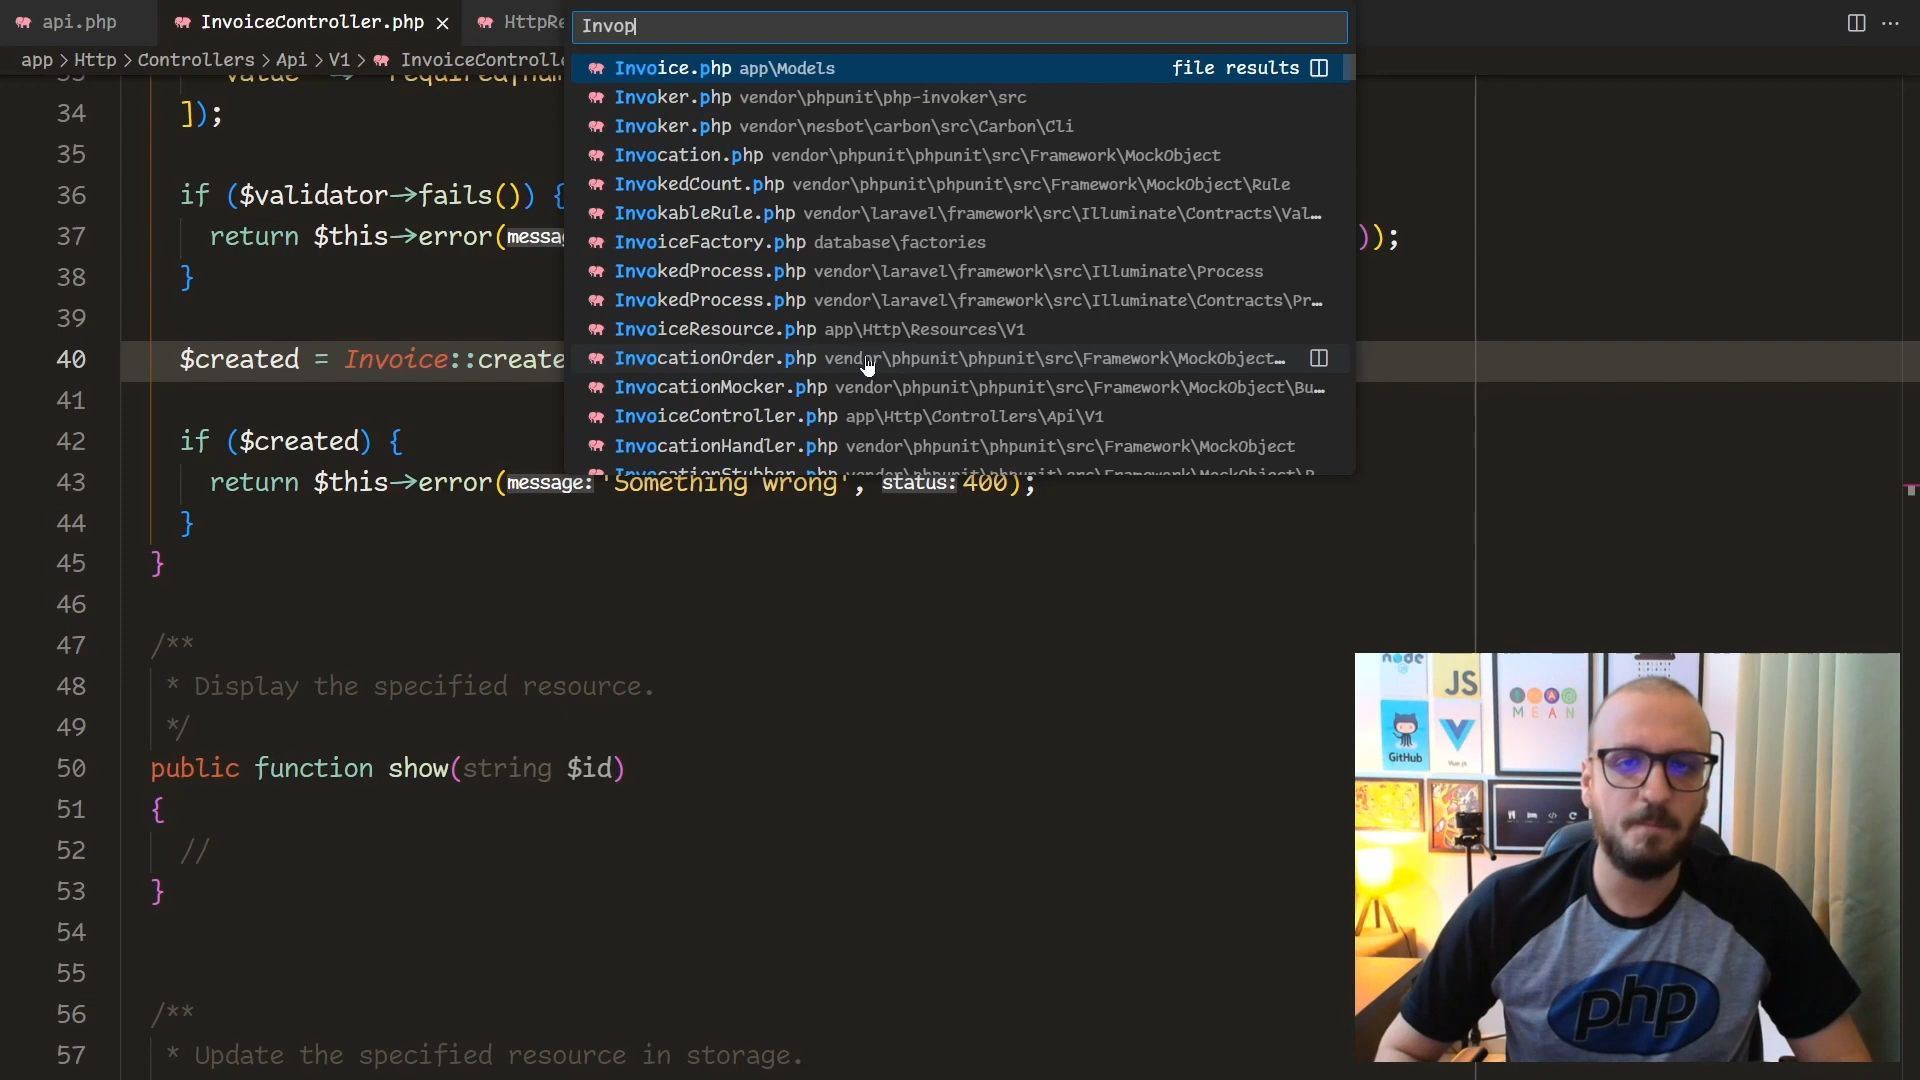 api.php InvoiceController.php × HttpRe
Invop
app > Http > Controllers > Api > V1 > InvoiceControlle
Invoice.php app\Models file results
Invoker.php vendor\phpunit\php-invoker\src
Invoker.php vendor\nesbot\carbon\src\Carbon\Cli
Invocation.php vendor\phpunit\phpunit\src\Framework\MockObject
InvokedCount.php vendor\phpunit\phpunit\src\Framework\MockObject\Rule
InvokableRule.php vendor\laravel\framework\src\Illuminate\Contracts\Val…
InvoiceFactory.php database\factories
InvokedProcess.php vendor\laravel\framework\src\Illuminate\Process
InvokedProcess.php vendor\laravel\framework\src\Illuminate\Contracts\Pr…
InvoiceResource.php app\Http\Resources\V1
InvocationOrder.php vendor\phpunit\phpunit\src\Framework\MockObject…
InvocationMocker.php vendor\phpunit\phpunit\src\Framework\MockObject\Bu…
InvoiceController.php app\Http\Controllers\Api\V1
InvocationHandler.php vendor\phpunit\phpunit\src\Framework\MockObject
34 ]);
35
36 if ($validator->fails()) {
37 return $this->error(messa ));
38 }
39
40 $created = Invoice::create
41
42 if ($created) {
43 return $this->error(message: 'Something wrong', status: 400);
44 }
45 }
46
47 /**
48 * Display the specified resource.
49 */
50 public function show(string $id)
51 {
52 //
53 }
54
55
56 /**
57 * Update the specified resource in storage.
node
JS
MEAN
GitHub
Vue js
php